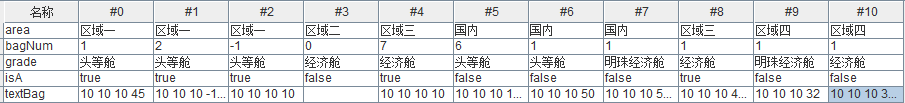 名称 #0 #1 #2 #3 #4 #5 #6 #7 #8 #9 #10
area 区域一 区域一 区域一 区域二 区域三 国内 国内 国内 区域三 区域四 区域四
bagNum 1 2 -1 0 7 6 1 1 1 1 1
grade 头等舱 头等舱 头等舱 经济舱 经济舱 头等舱 头等舱 明珠经济舱 经济舱 明珠经济舱 经济舱
isA true true true false true false false false true false false
textBag 10 10 10 45 10 10 10 -1... 10 10 10 10 10 10 10 10 10 10 10 1... 10 10 10 50 10 10 10 5... 10 10 10 4... 10 10 10 32 10 10 10 3...